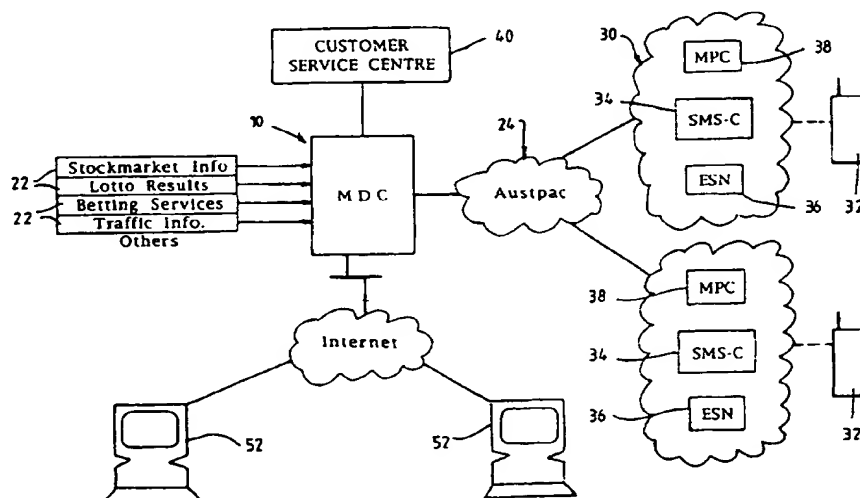 CUSTOMER
SERVICE CENTRE
40
30
MPC
38
34
SMS-C
10
24
22
Stockmarket Info
Lotto Results
22
Betting Services
22
Traffic Info.
Others
MDC
Austpac
ESN
36
32
38
MPC
Internet
34
SMS-C
36
ESN
32
52
52